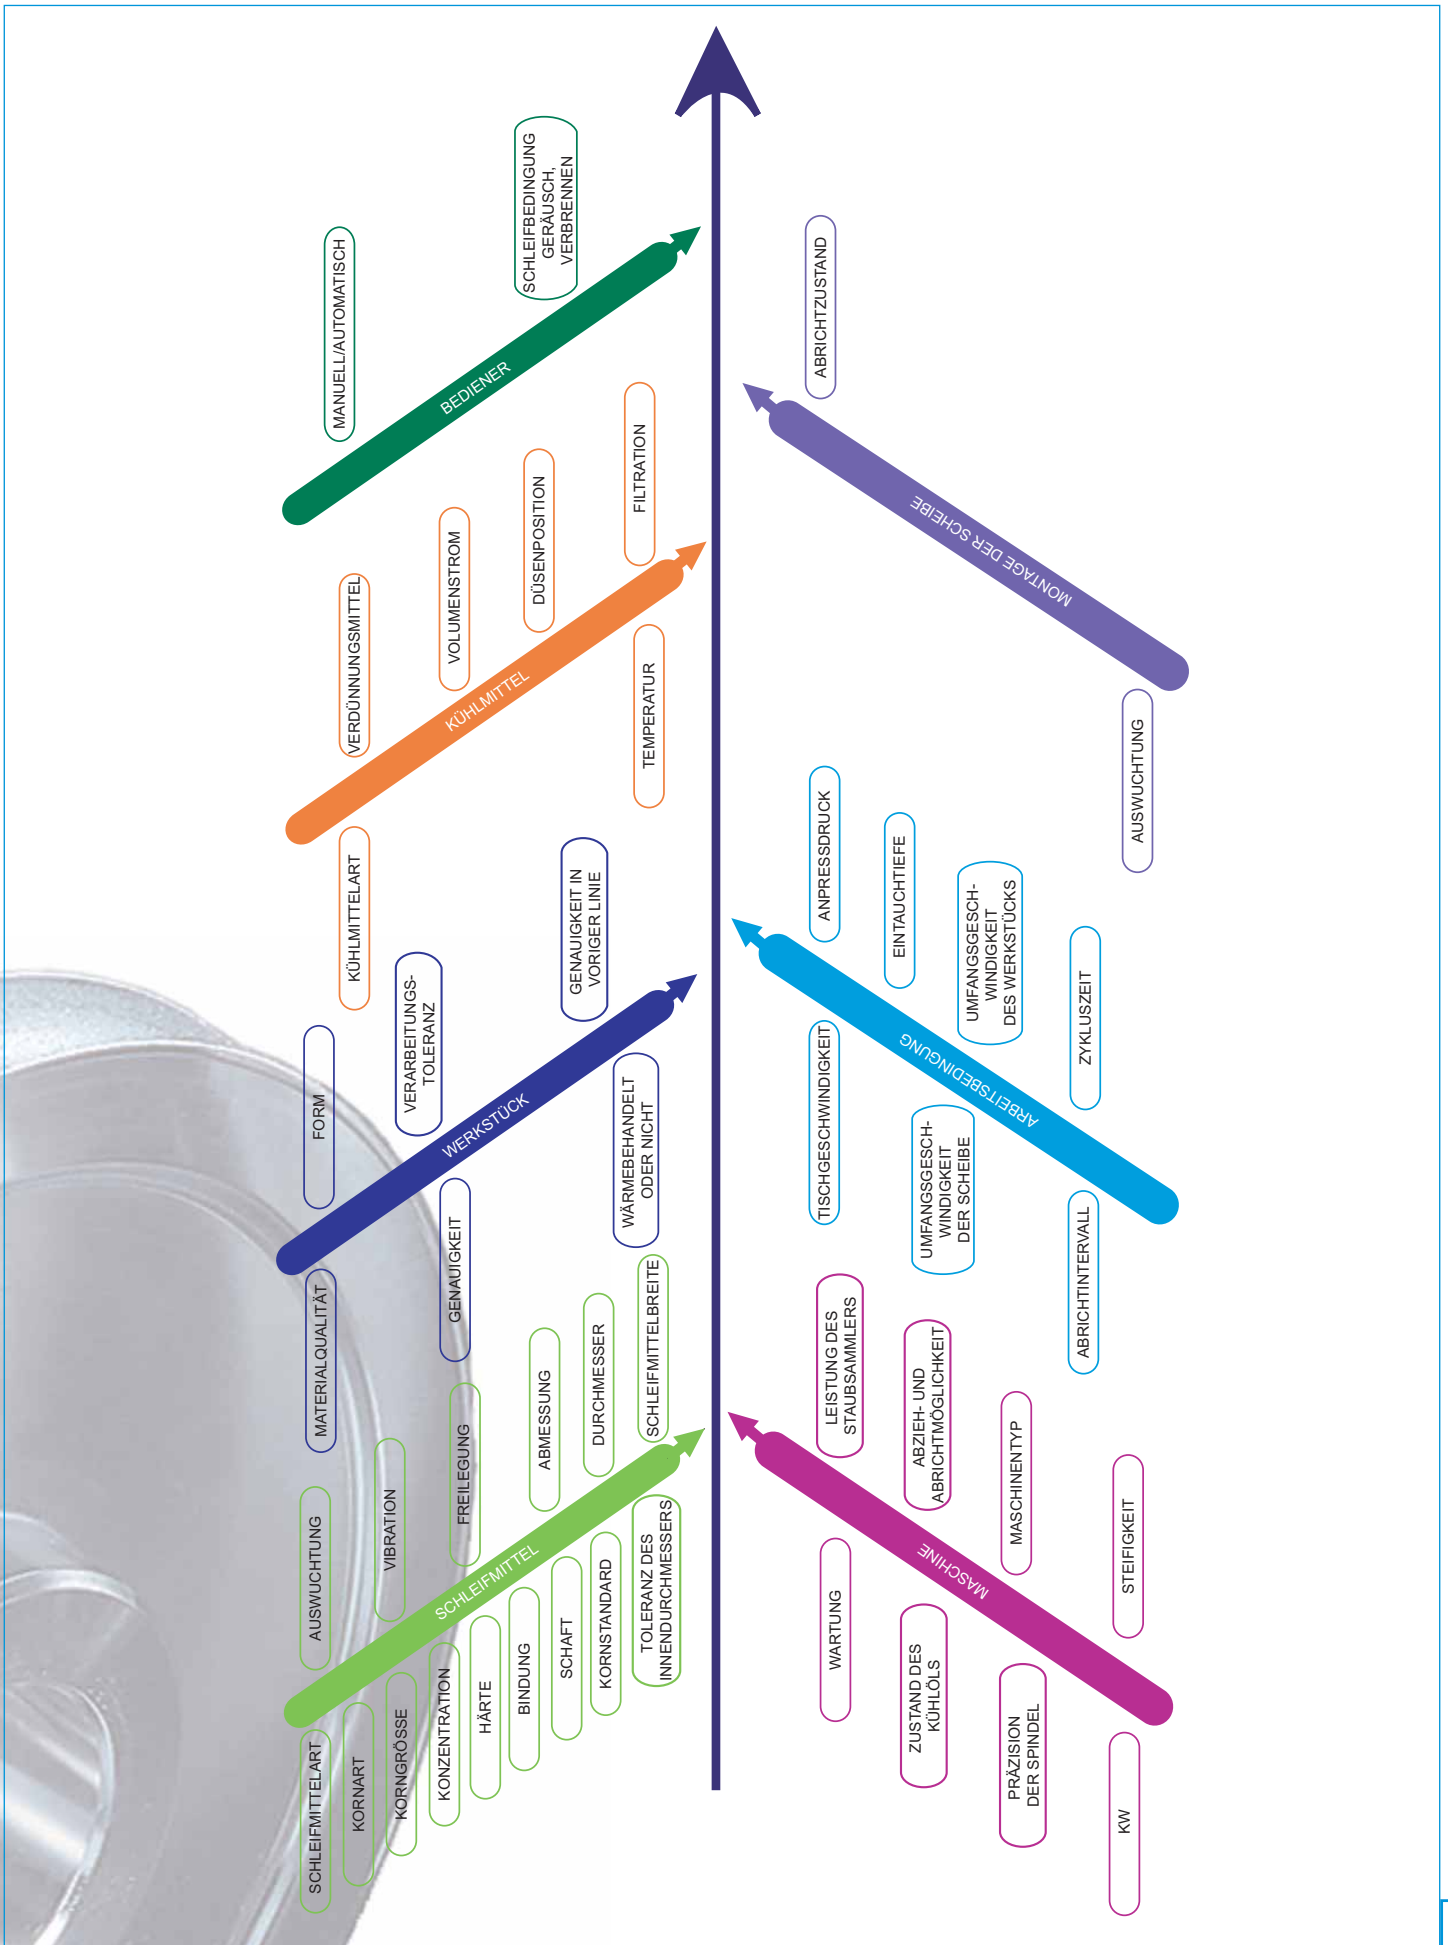 SCHLEIFMITTEL
SCHLEIFMITTELART
KORNART
KORNGRÖSSE
KONZENTRATION
HÄRTE
BINDUNG
SCHAFT
KORNSTANDARD
TOLERANZ DES
INNENDURCHMESSERS
AUSWUCHTUNG
VIBRATION
FREILEGUNG
ABMESSUNG
DURCHMESSER
SCHLEIFMITTELBREITE
WERKSTÜCK
MATERIALQUALITÄT
GENAUIGKEIT
WÄRMEBEHANDELT
ODER NICHT
FORM
VERARBEITUNGS-
TOLERANZ
GENAUIGKEIT IN
VORIGER LINIE
KÜHLMITTEL
KÜHLMITTELART
TEMPERATUR
VERDÜNNUNGSMITTEL
VOLUMENSTROM
DÜSENPOSITION
FILTRATION
BEDIENER
MANUELL/AUTOMATISCH
SCHLEIFBEDINGUNG
GERÄUSCH,
VERBRENNEN
MASCHINE
WARTUNG
ZUSTAND DES
KÜHLÖLS
PRÄZISION
DER SPINDEL
KW
LEISTUNG DES
STAUBSAMMLERS
ABZIEH- UND
ABRICHTMÖGLICHKEIT
MASCHINENTYP
STEIFIGKEIT
ARBEITSBEDINGUNG
TISCHGESCHWINDIGKEIT
UMFANGSGESCH-
WINDIGKEIT
DER SCHEIBE
ABRICHTINTERVALL
ANPRESSDRUCK
EINTAUCHTIEFE
UMFANGSGESCH-
WINDIGKEIT
DES WERKSTÜCKS
ZYKLUSZEIT
MONTAGE DER SCHEIBE
AUSWUCHTUNG
ABRICHTZUSTAND